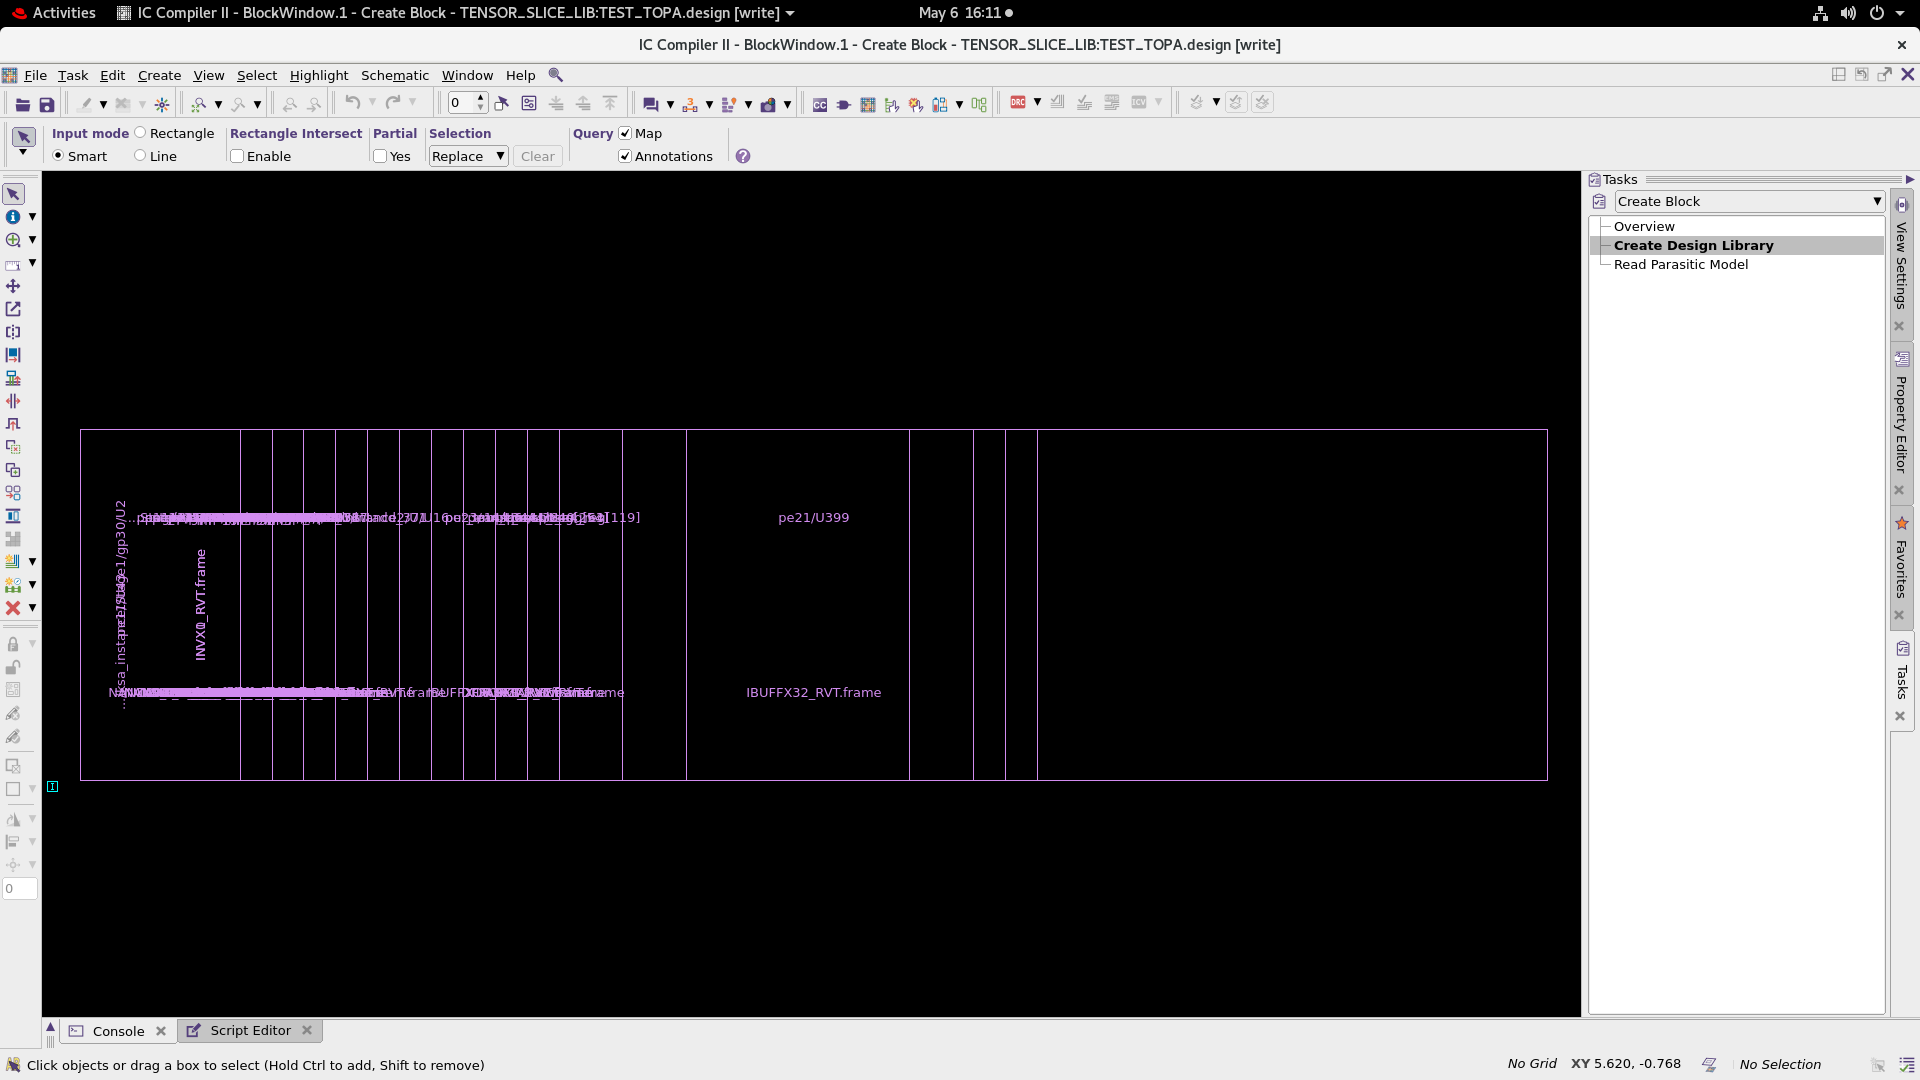 Activities
IC Compiler II - BlockWindow.1 - Create Block - TENSOR_SLICE_LIB:TEST_TOPA.design [write]
May 6 16:11
IC Compiler II - BlockWindow.1 - Create Block - TENSOR_SLICE_LIB:TEST_TOPA.design [write]
File Task Edit Create View Select Highlight Schematic Window Help
0
DRC
Input mode Rectangle Rectangle Intersect Partial Selection Query Map
Smart Line Enable Yes Replace Clear Annotations
Tasks
Create Block
Overview
Create Design Library
Read Parasitic Model
View Settings
Property Editor
Favorites
Tasks
pe21/U399
IBUFFX32_RVT.frame
0
Console Script Editor
Click objects or drag a box to select (Hold Ctrl to add, Shift to remove)
No Grid XY 5.620, -0.768 No Selection